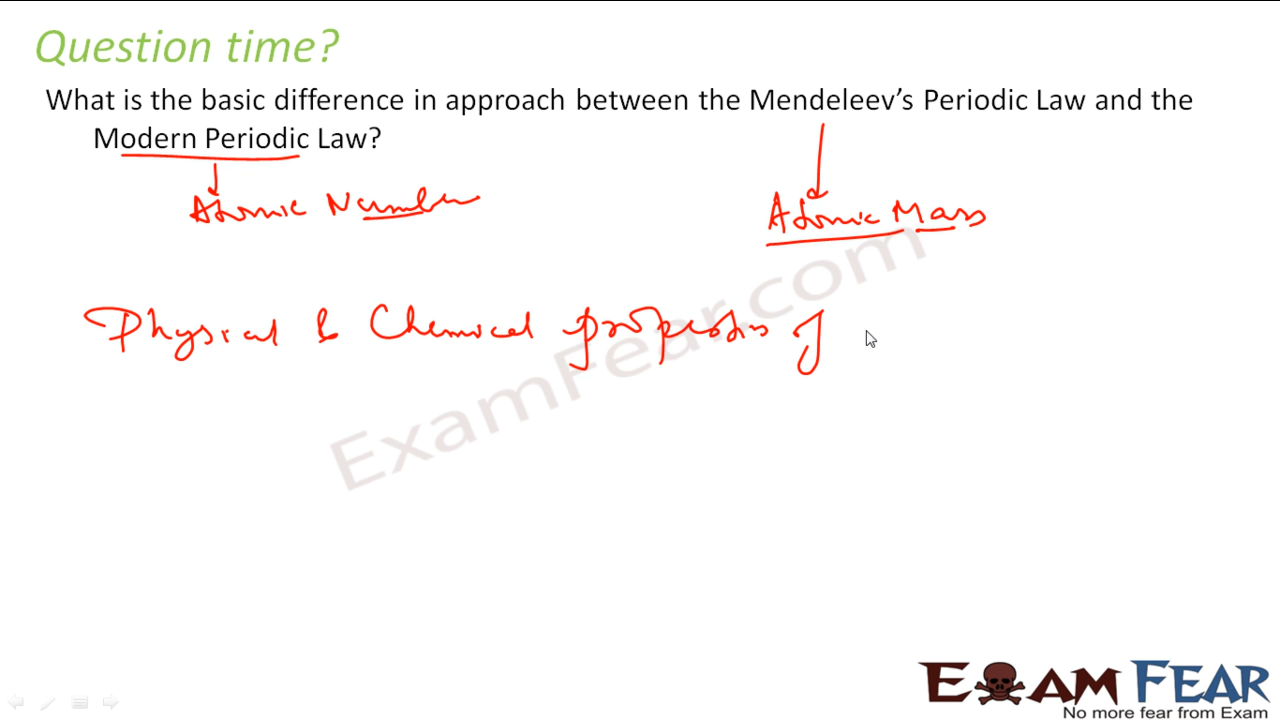 Question time?
What is the basic difference in approach between the Mendeleev's Periodic Law and the
Modern Periodic Law?
Atomic Number
Atomic Mass
Physical & Chemical properties of
ExamFear.com
EXAM FEAR
No more fear from Exam